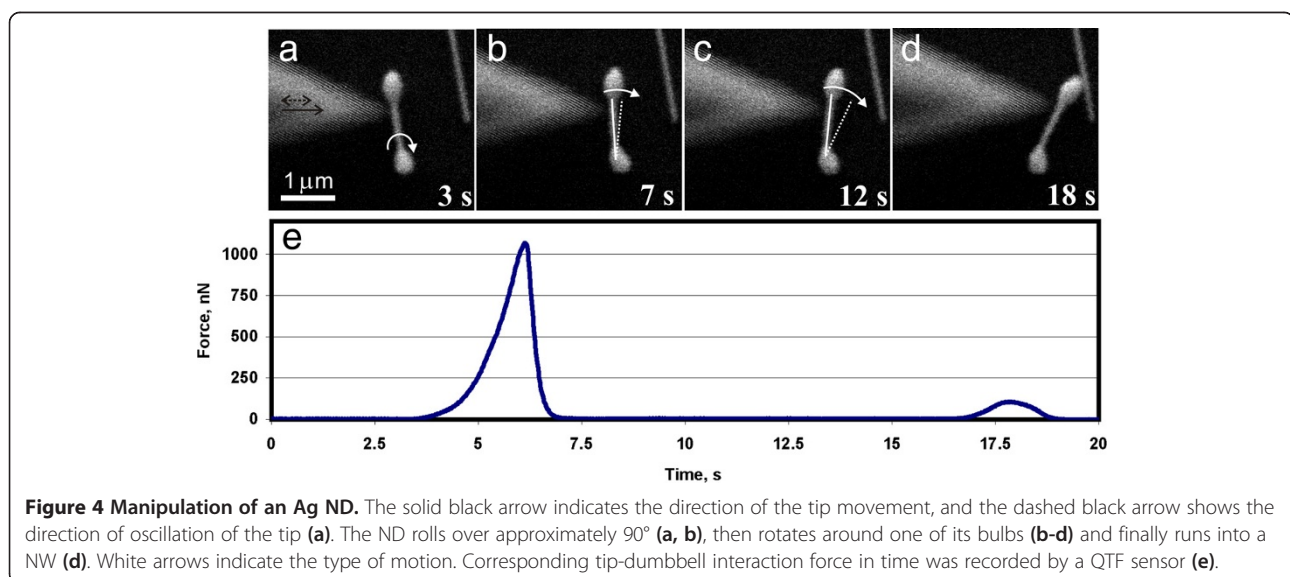 a b c d
1 μm 3 s 7 s 12 s 18 s
e
1000
750
500
250
0
Force, nN
0 2.5 5 7.5 10 12.5 15 17.5 20
Time, s
Figure 4 Manipulation of an Ag ND. The solid black arrow indicates the direction of the tip movement, and the dashed black arrow shows the
direction of oscillation of the tip (a). The ND rolls over approximately 90° (a, b), then rotates around one of its bulbs (b-d) and finally runs into a
NW (d). White arrows indicate the type of motion. Corresponding tip-dumbbell interaction force in time was recorded by a QTF sensor (e).